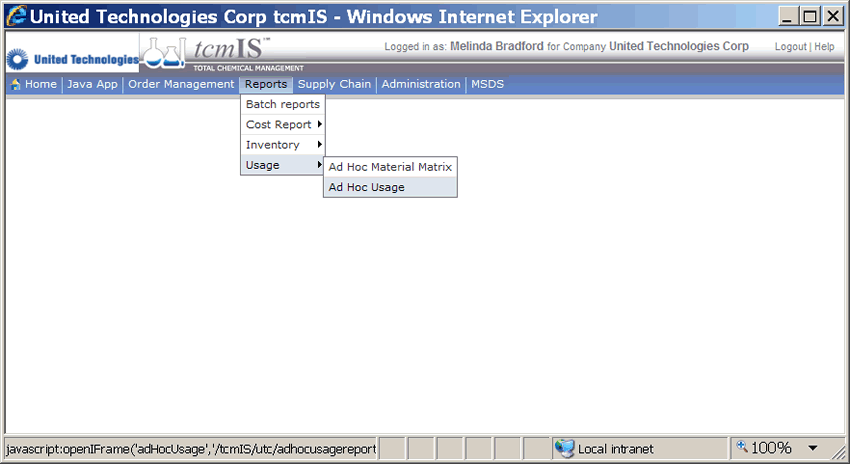 United Technologies Corp tcmIS - Windows Internet Explorer
United Technologies
tcmIS™
TOTAL CHEMICAL MANAGEMENT
Logged in as: Melinda Bradford for Company United Technologies Corp
Logout | Help
Home | Java App | Order Management | Reports | Supply Chain | Administration | MSDS
Batch reports
Cost Report
Inventory
Usage
Ad Hoc Material Matrix
Ad Hoc Usage
javascript:openIFrame('adHocUsage','/tcmIS/utc/adhocusagereport
Local intranet
100%